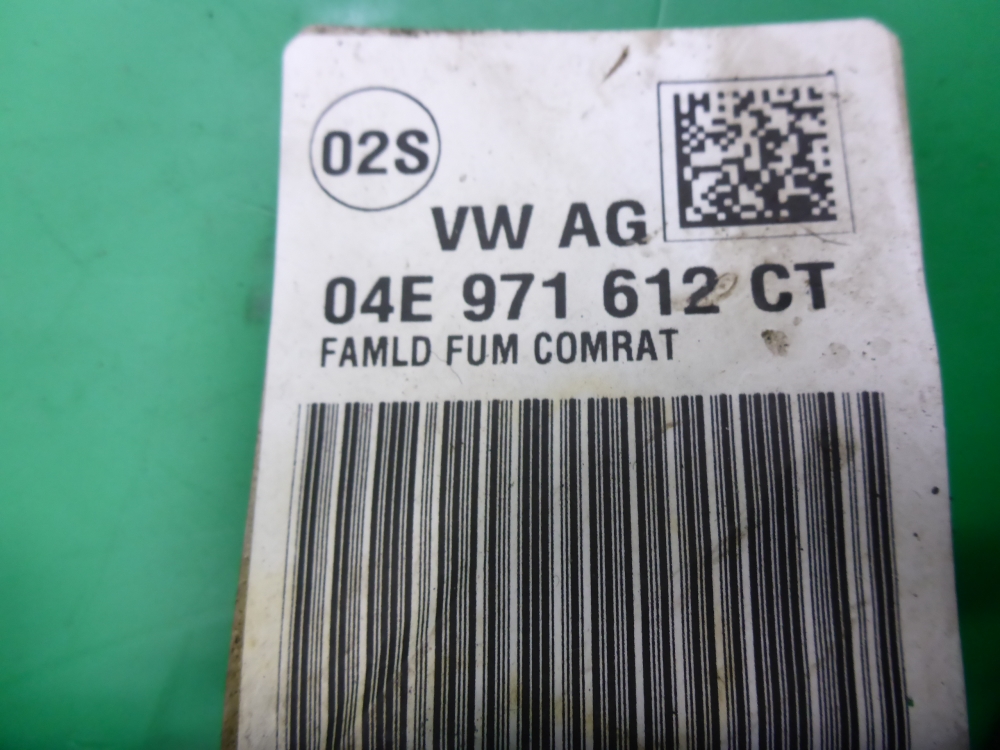 02S
VW AG
04E 971 612 CT
FAMLD FUM COMRAT